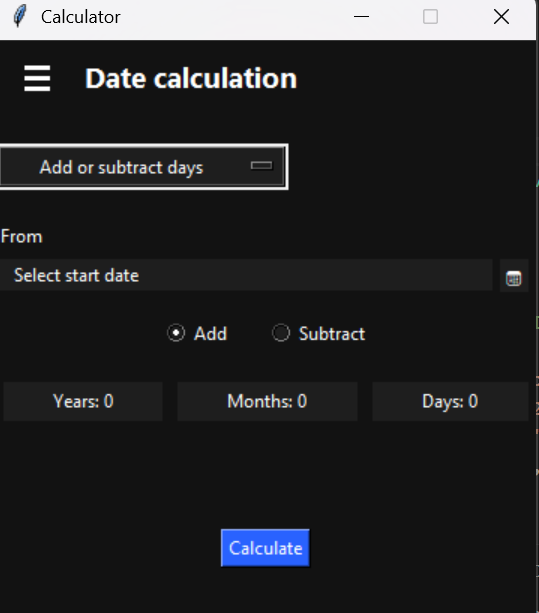 Calculator
Date calculation
Add or subtract days
From
Select start date
Add Subtract
Years: 0 Months: 0 Days: 0
Calculate